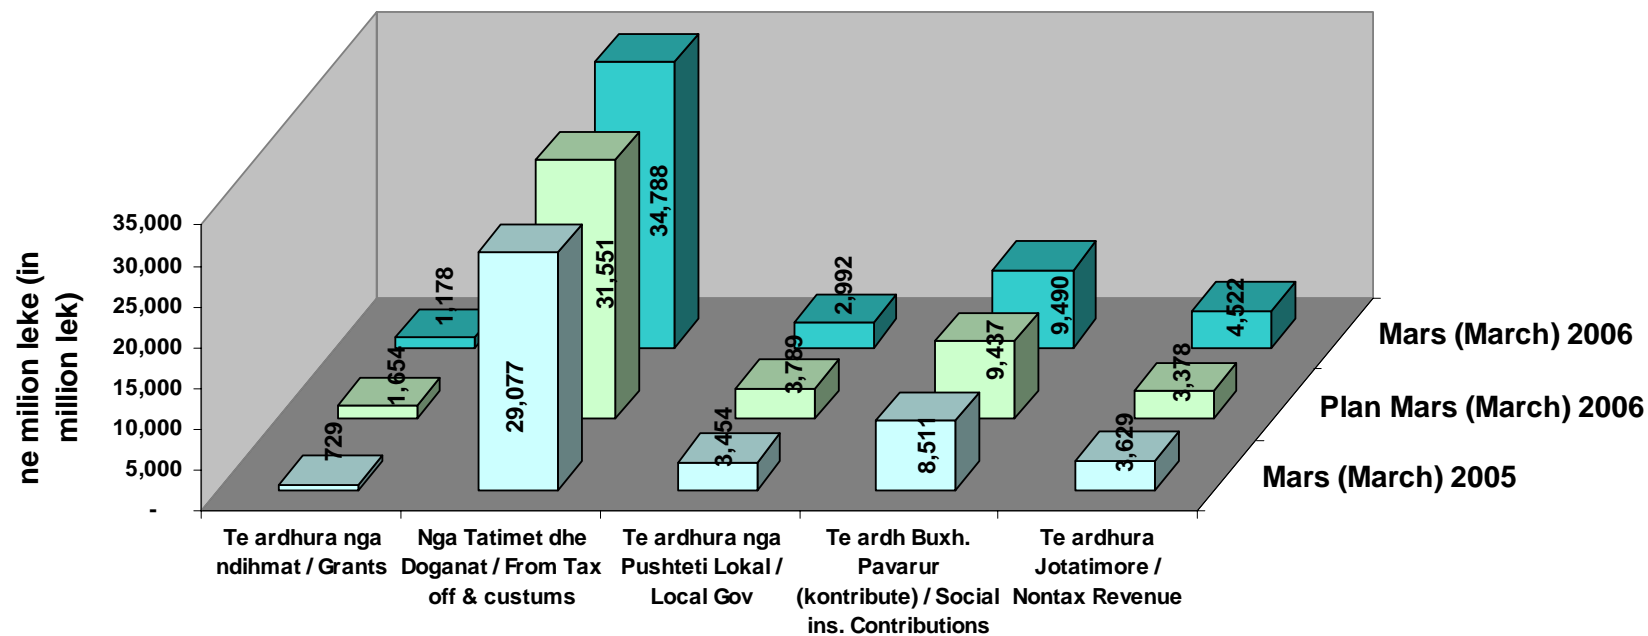 ne milion leke (in
million lek)
35,000
30,000
25,000
20,000
15,000
10,000
5,000
-
1,178
34,788
2,992
9,490
4,522
1,654
31,551
3,789
9,437
3,378
729
29,077
3,454
8,511
3,629
Mars (March) 2006
Plan Mars (March) 2006
Mars (March) 2005
Te ardhura nga
ndihmat / Grants
Nga Tatimet dhe
Doganat / From Tax
off & custums
Te ardhura nga
Pushteti Lokal /
Local Gov
Te ardh Buxh.
Pavarur
(kontribute) / Social
ins. Contributions
Te ardhura
Jotatimore /
Nontax Revenue